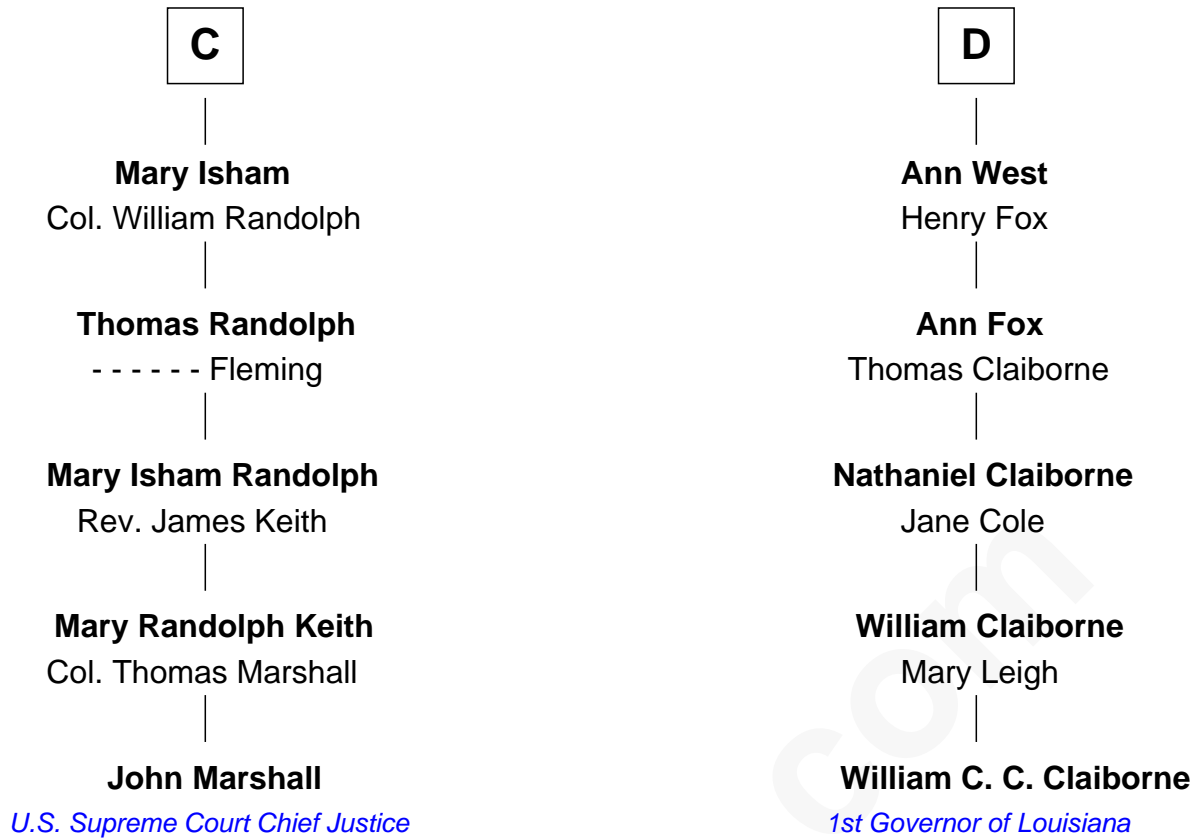 C
Mary Isham
Col. William Randolph
Thomas Randolph
- - - - - - Fleming
Mary Isham Randolph
Rev. James Keith
Mary Randolph Keith
Col. Thomas Marshall
John Marshall
U.S. Supreme Court Chief Justice
D
Ann West
Henry Fox
Ann Fox
Thomas Claiborne
Nathaniel Claiborne
Jane Cole
William Claiborne
Mary Leigh
William C. C. Claiborne
1st Governor of Louisiana
com